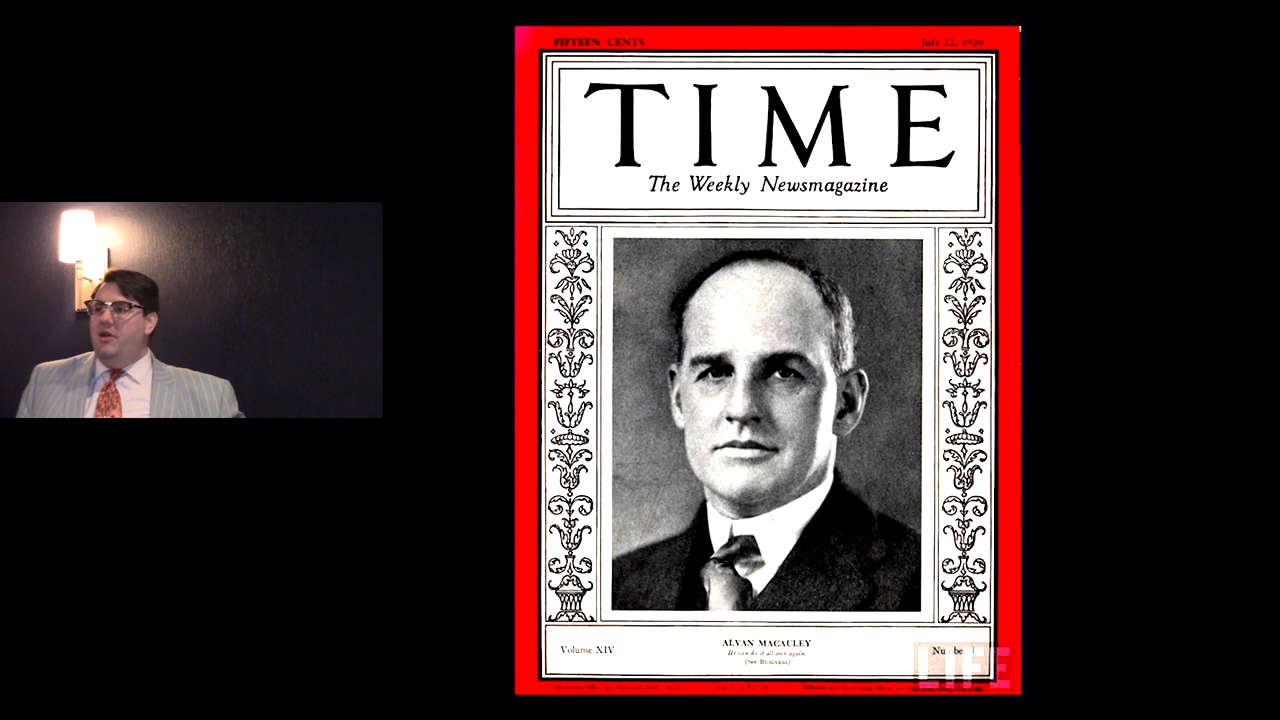 FIFTEEN CENTS
July 22, 1929
TIME
The Weekly Newsmagazine
Volume XIV
ALVAN MACAULEY
He can do it all over again.
(See BUSINESS)
Number
LIFE